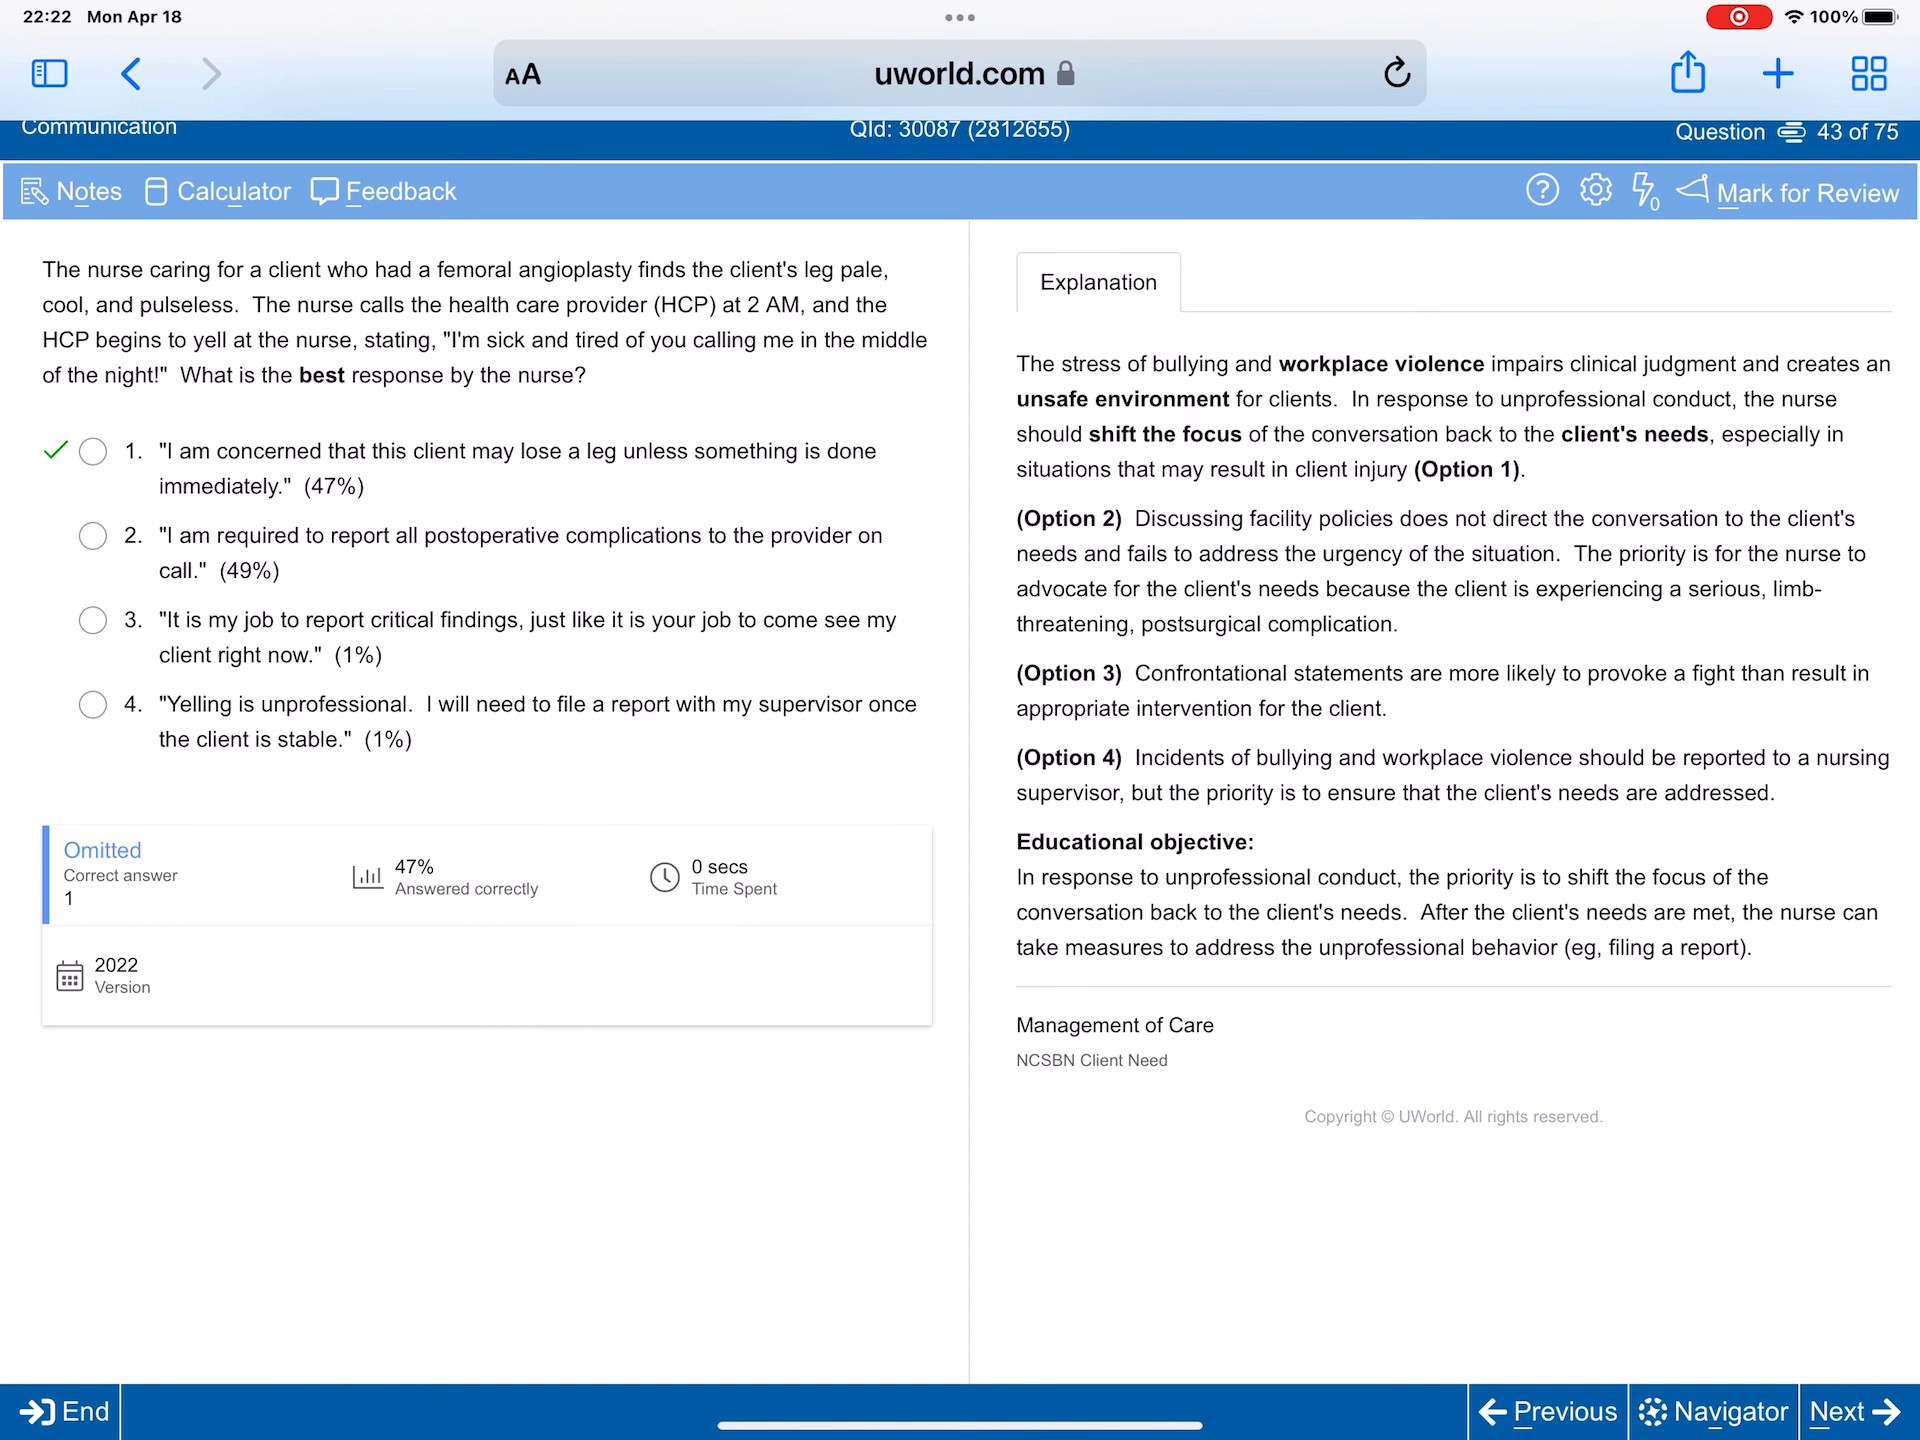 22:22 Mon Apr 18
100%
AA
uworld.com
Communication
QId: 30087 (2812655)
Question 43 of 75
Notes
Calculator
Feedback
0
Mark for Review
The nurse caring for a client who had a femoral angioplasty finds the client's leg pale,
cool, and pulseless. The nurse calls the health care provider (HCP) at 2 AM, and the
HCP begins to yell at the nurse, stating, "I'm sick and tired of you calling me in the middle
of the night!" What is the best response by the nurse?
1. "I am concerned that this client may lose a leg unless something is done
immediately." (47%)
2. "I am required to report all postoperative complications to the provider on
call." (49%)
3. "It is my job to report critical findings, just like it is your job to come see my
client right now." (1%)
4. "Yelling is unprofessional. I will need to file a report with my supervisor once
the client is stable." (1%)
Omitted
Correct answer
1
47%
Answered correctly
0 secs
Time Spent
2022
Version
Explanation
The stress of bullying and workplace violence impairs clinical judgment and creates an
unsafe environment for clients. In response to unprofessional conduct, the nurse
should shift the focus of the conversation back to the client's needs, especially in
situations that may result in client injury (Option 1).
(Option 2) Discussing facility policies does not direct the conversation to the client's
needs and fails to address the urgency of the situation. The priority is for the nurse to
advocate for the client's needs because the client is experiencing a serious, limb-
threatening, postsurgical complication.
(Option 3) Confrontational statements are more likely to provoke a fight than result in
appropriate intervention for the client.
(Option 4) Incidents of bullying and workplace violence should be reported to a nursing
supervisor, but the priority is to ensure that the client's needs are addressed.
Educational objective:
In response to unprofessional conduct, the priority is to shift the focus of the
conversation back to the client's needs. After the client's needs are met, the nurse can
take measures to address the unprofessional behavior (eg, filing a report).
Management of Care
NCSBN Client Need
Copyright © UWorld. All rights reserved.
End
Previous
Navigator
Next